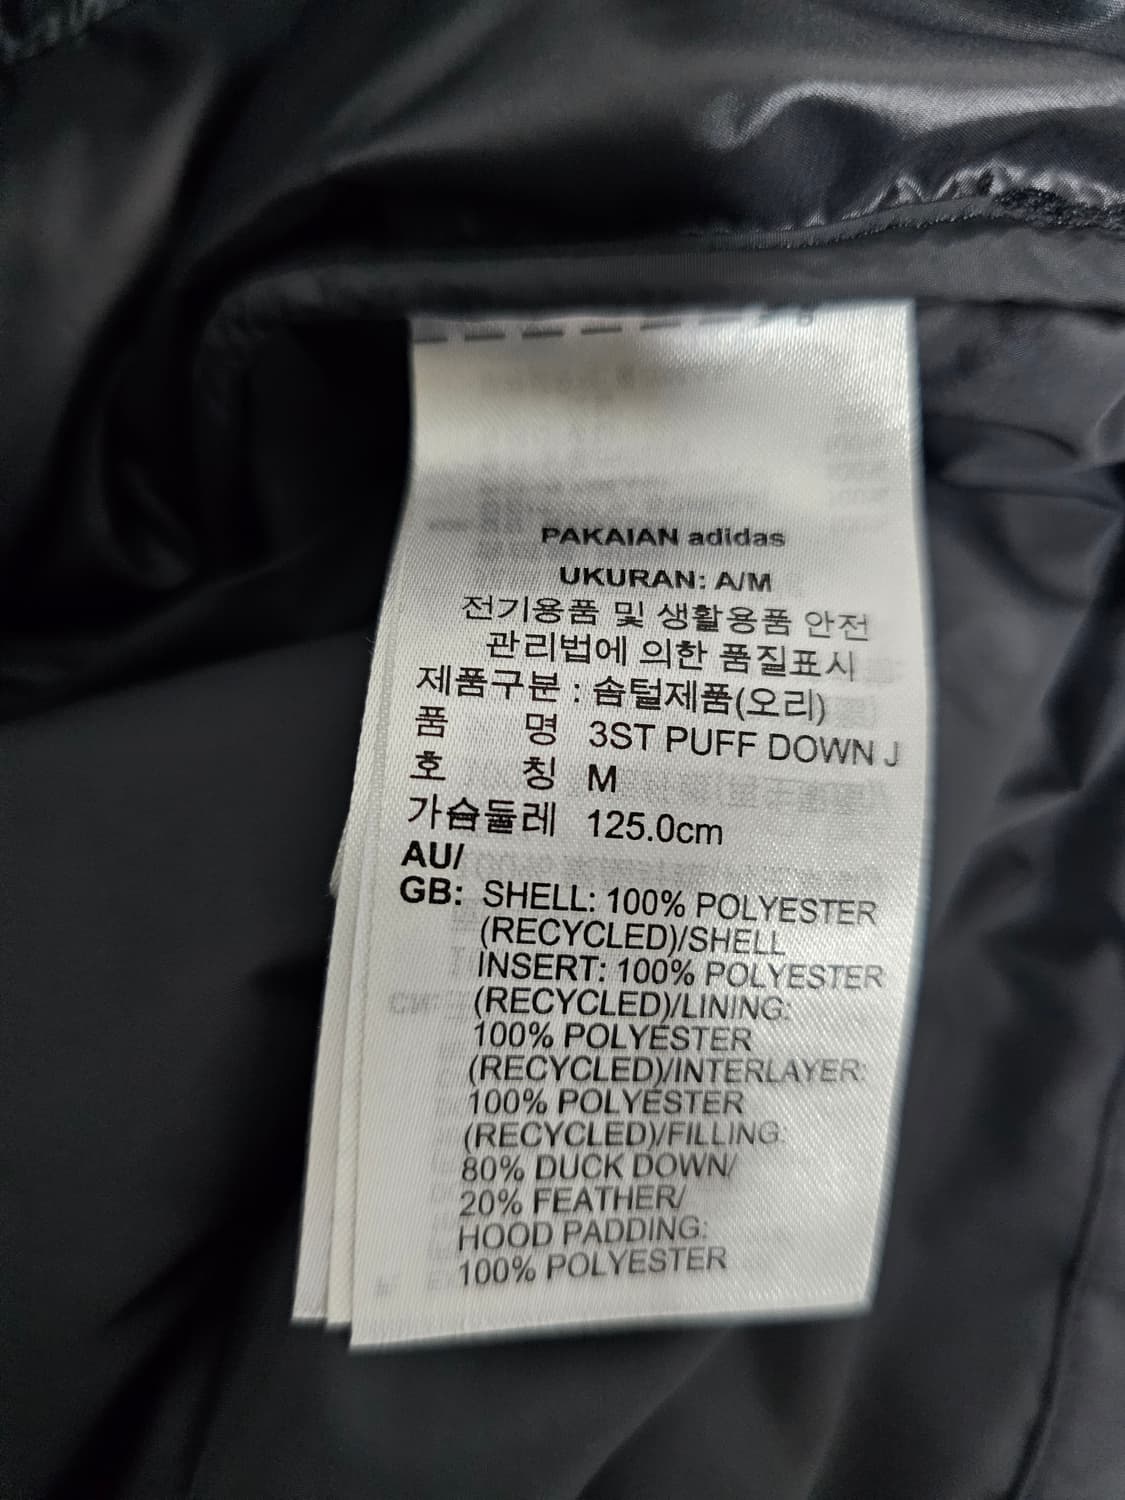 PAKAIAN adidas
UKURAN: A/M
전기용품 및 생활용품 안전
관리법에 의한 품질표시
제품구분 : 솜털제품(오리)
품 명 3ST PUFF DOWN J
호 칭 M
가슴둘레 125.0cm
AU/
GB: SHELL: 100% POLYESTER
(RECYCLED)/SHELL
INSERT: 100% POLYESTER
(RECYCLED)/LINING:
100% POLYESTER
(RECYCLED)/INTERLAYER:
100% POLYESTER
(RECYCLED)/FILLING:
80% DUCK DOWN/
20% FEATHER/
HOOD PADDING:
100% POLYESTER